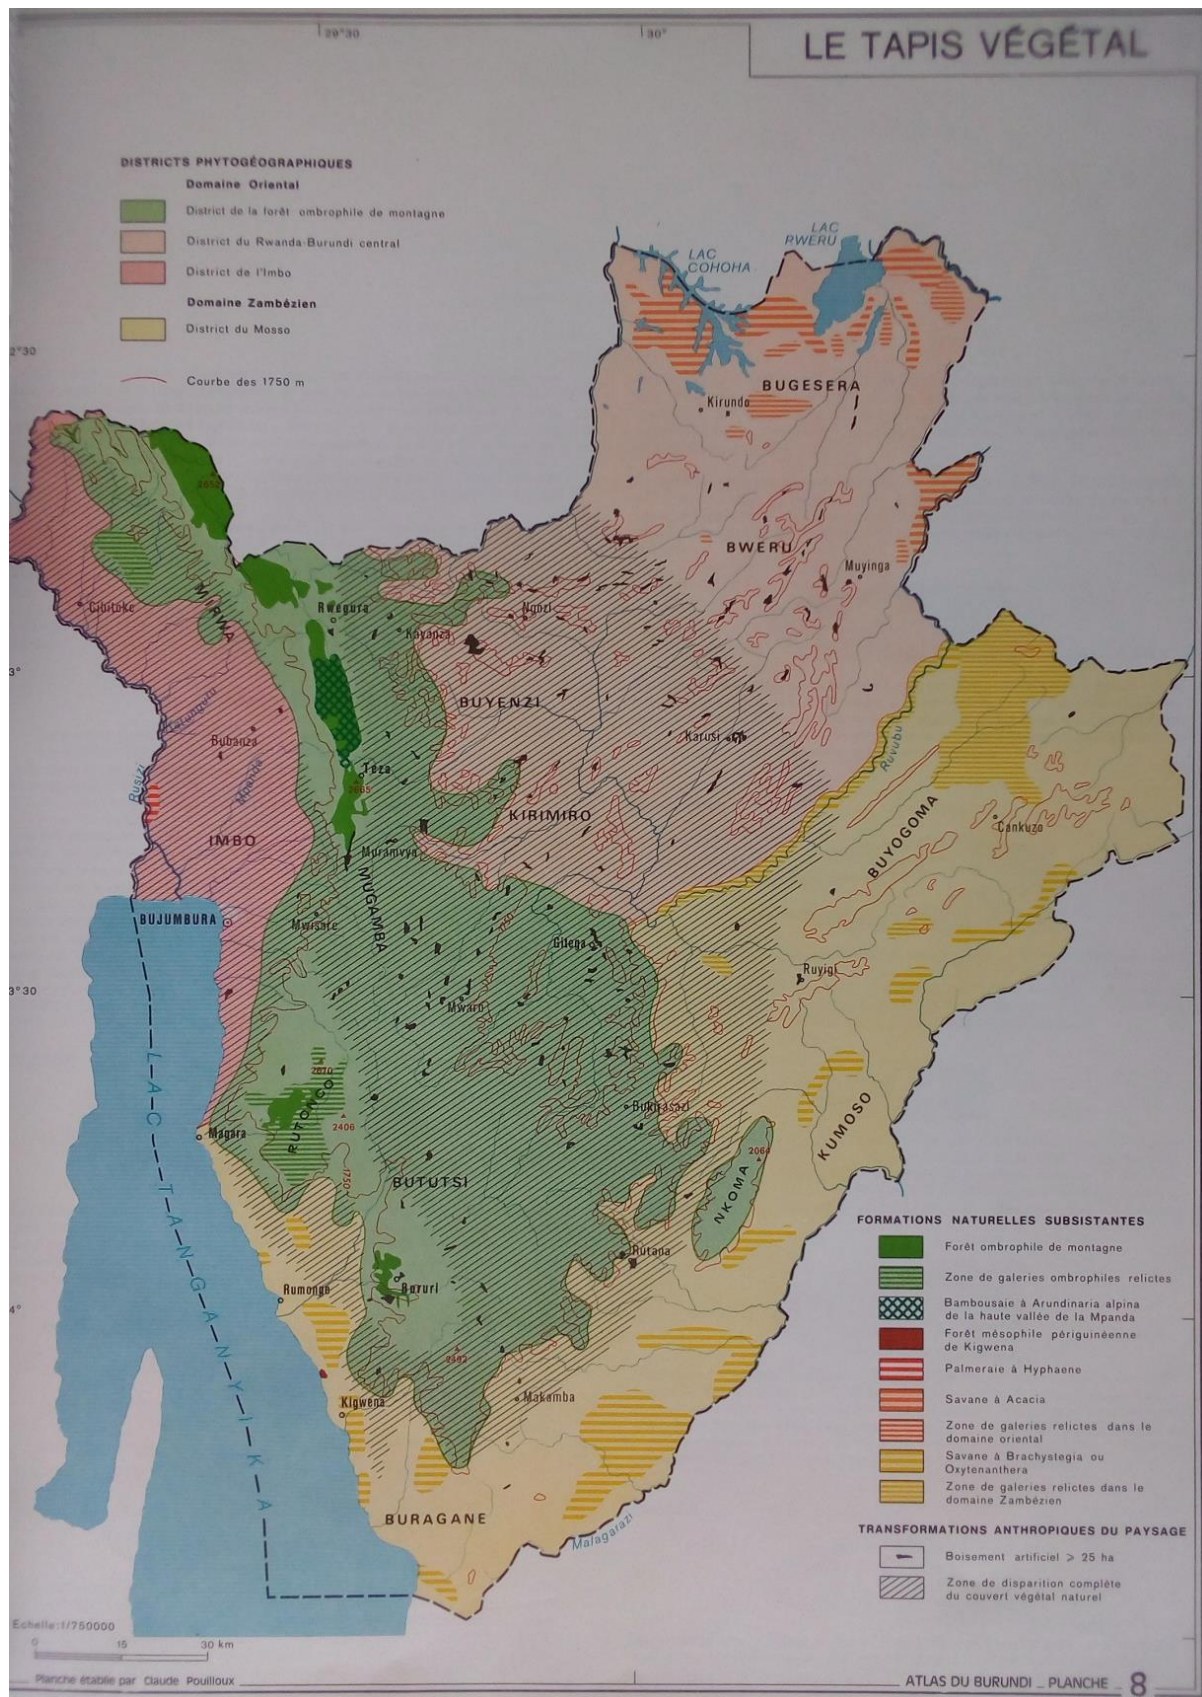 29°30
30°
LE TAPIS VÉGÉTAL
DISTRICTS PHYTOGÉOGRAPHIQUES
Domaine Oriental
District de la forêt ombrophile de montagne
District du Rwanda-Burundi central
District de l'Imbo
Domaine Zambézien
District du Mosso
Courbe des 1750 m
LAC
RWERU
LAC
COHOHA
2°30
BUGESERA
Kirundo
BWERU
Muyinga
MIRWA
Cibitoke
Rwegura
Ngozi
Kayanza
3°
BUYENZI
Karusi
Ruvubu
Bubanza
Rusizi
Mpanda
Teza
KIRIMIRO
IMBO
Muramvya
BUYOGOMA
Cankuzo
MUGAMBA
BUJUMBURA
Gitega
Ruyigi
3°30
Mwaro
LAC TANGANYIKA
2670
RUTONGO
2406
Bukirasazi
KUMOSO
Magara
1750
BUTUTSI
NKOMA
Rutana
Rumonge
Bururi
4°
Kigwena
Makamba
BURAGANE
Malagarazi
FORMATIONS NATURELLES SUBSISTANTES
Forêt ombrophile de montagne
Zone de galeries ombrophiles relictes
Bambousaie à Arundinaria alpina
de la haute vallée de la Mpanda
Forêt mésophile périguinéenne
de Kigwena
Palmeraie à Hyphaene
Savane à Acacia
Zone de galeries relictes dans le
domaine oriental
Savane à Brachystegia ou
Oxytenanthera
Zone de galeries relictes dans le
domaine Zambézien
TRANSFORMATIONS ANTHROPIQUES DU PAYSAGE
Boisement artificiel > 25 ha
Zone de disparition complète
du couvert végétal naturel
Echelle:1/750000
0 15 30 km
Planche établie par Claude Pouilloux
ATLAS DU BURUNDI _ PLANCHE _ 8